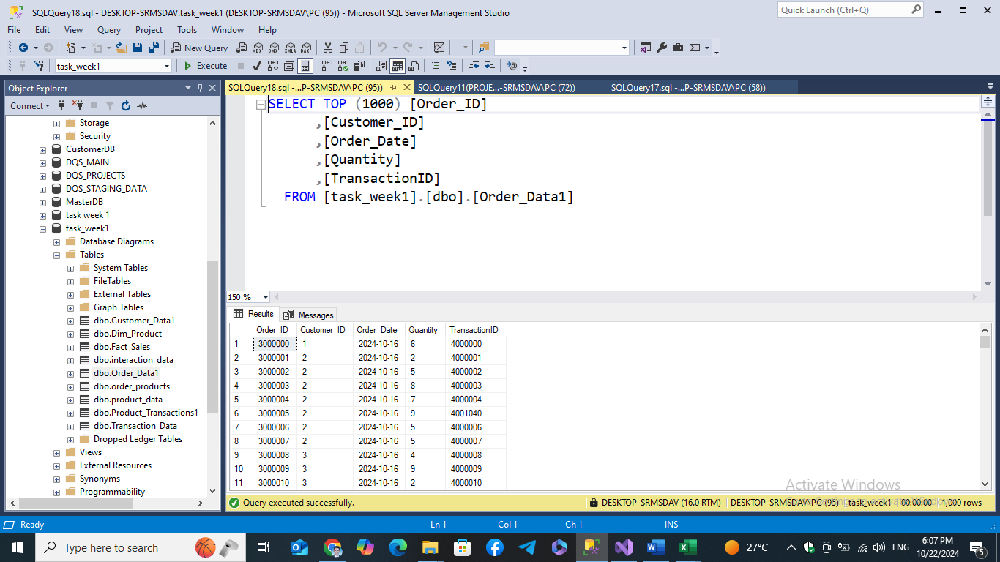 SQLQuery18.sql - DESKTOP-SRMSDAV.task_week1 (DESKTOP-SRMSDAV\PC (95)) - Microsoft SQL Server Management Studio
Quick Launch (Ctrl+Q)
File Edit View Query Project Tools Window Help
New Query
MDX DMX XMLA DAX
task_week1
Execute
Object Explorer
Connect
Storage
Security
CustomerDB
DQS_MAIN
DQS_PROJECTS
DQS_STAGING_DATA
MasterDB
task week 1
task_week1
Database Diagrams
Tables
System Tables
FileTables
External Tables
Graph Tables
dbo.Customer_Data1
dbo.Dim_Product
dbo.Fact_Sales
dbo.interaction_data
dbo.Order_Data1
dbo.order_products
dbo.product_data
dbo.Product_Transactions1
dbo.Transaction_Data
Dropped Ledger Tables
Views
External Resources
Synonyms
Programmability
SQLQuery18.sql -...P-SRMSDAV\PC (95)) SQLQuery11(PROJE...-SRMSDAV\PC (72)) SQLQuery17.sql -...P-SRMSDAV\PC (58))
SELECT TOP (1000) [Order_ID]
,[Customer_ID]
,[Order_Date]
,[Quantity]
,[TransactionID]
FROM [task_week1].[dbo].[Order_Data1]
150 %
Results Messages
Order_ID Customer_ID Order_Date Quantity TransactionID
1 3000000 1 2024-10-16 6 4000000
2 3000001 2 2024-10-16 2 4000001
3 3000002 2 2024-10-16 5 4000002
4 3000003 2 2024-10-16 8 4000003
5 3000004 2 2024-10-16 7 4000004
6 3000005 2 2024-10-16 9 4001040
7 3000006 2 2024-10-16 5 4000006
8 3000007 2 2024-10-16 5 4000007
9 3000008 3 2024-10-16 4 4000008
10 3000009 3 2024-10-16 9 4000009
11 3000010 3 2024-10-16 2 4000010
Activate Windows
Go to Settings to activate Windows.
Query executed successfully. DESKTOP-SRMSDAV (16.0 RTM) DESKTOP-SRMSDAV\PC (95) task_week1 00:00:00 1,000 rows
Ready Ln 1 Col 1 Ch 1 INS
Type here to search
27°C
ENG
6:07 PM
10/22/2024
5